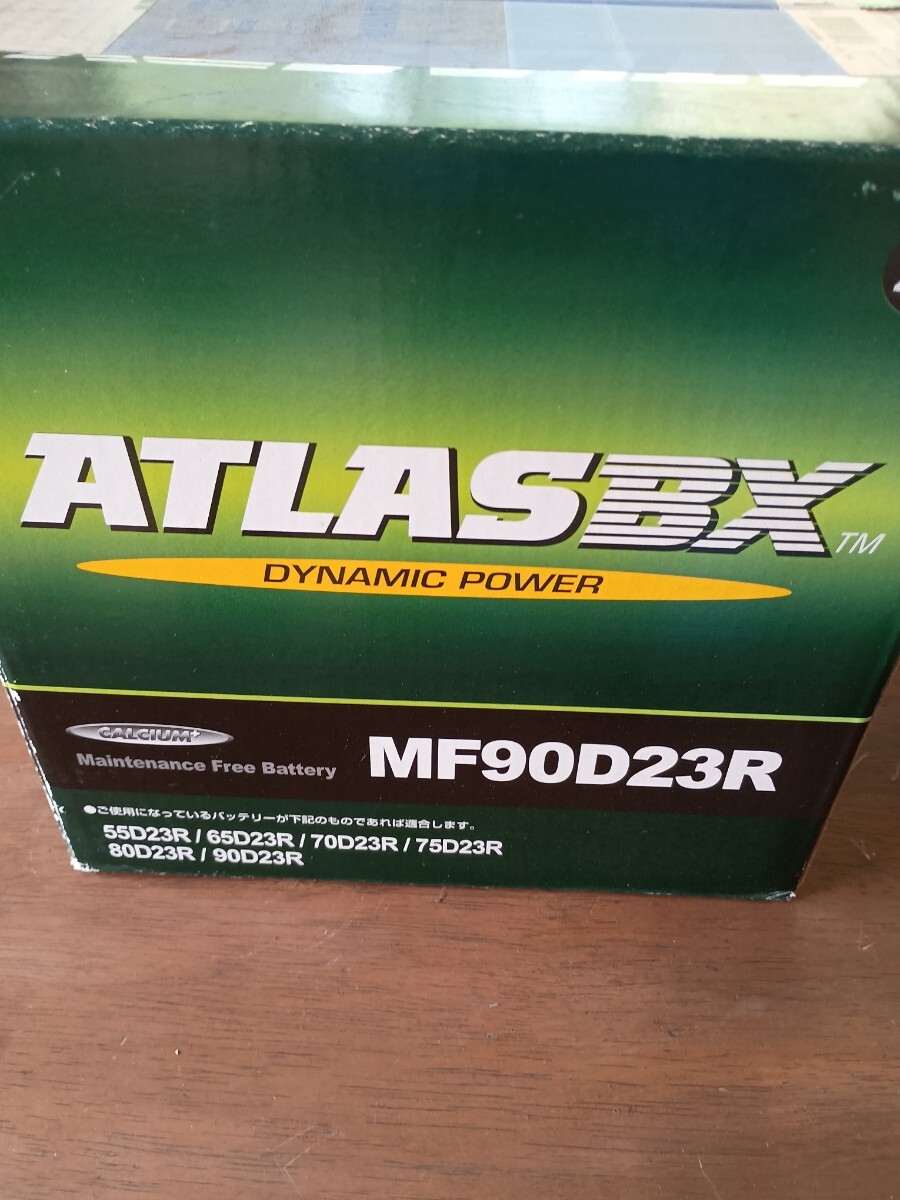 ATLASBX TM
DYNAMIC POWER
CALCIUM+
Maintenance Free Battery
MF90D23R
●ご使用になっているバッテリーが下記のものであれば適合します。
55D23R / 65D23R / 70D23R / 75D23R
80D23R / 90D23R